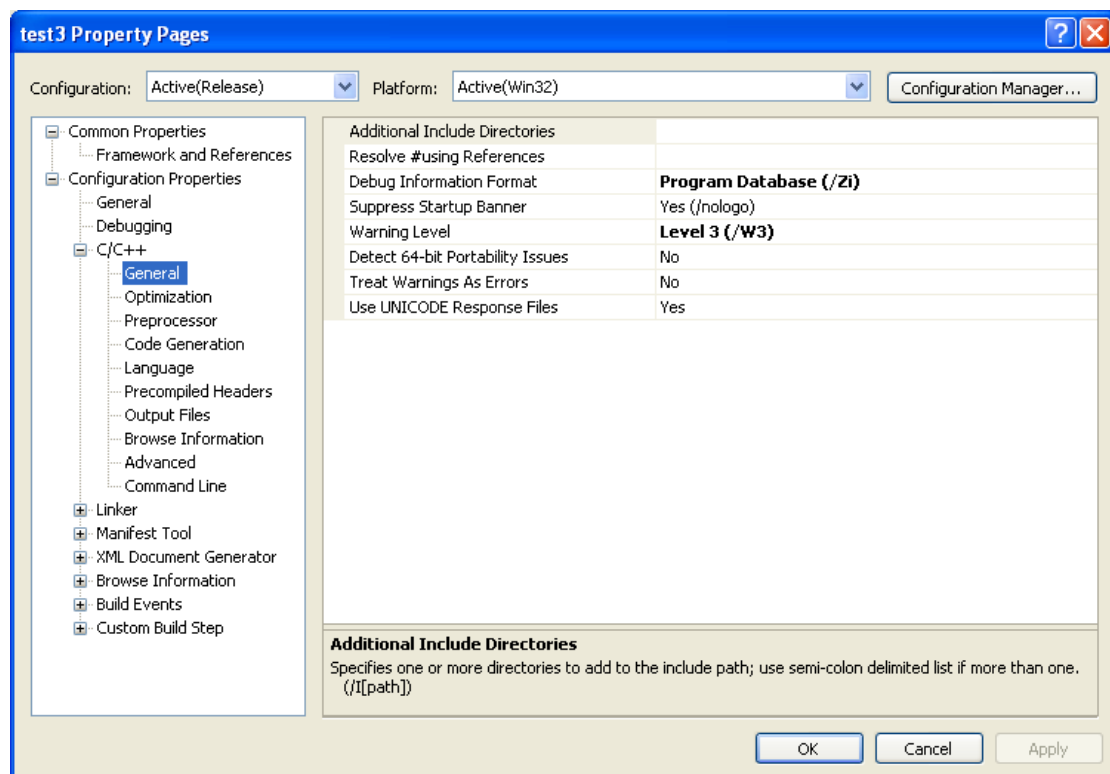 test3 Property Pages
Configuration: Active(Release) Platform: Active(Win32) Configuration Manager...
Common Properties
Framework and References
Configuration Properties
General
Debugging
C/C++
General
Optimization
Preprocessor
Code Generation
Language
Precompiled Headers
Output Files
Browse Information
Advanced
Command Line
Linker
Manifest Tool
XML Document Generator
Browse Information
Build Events
Custom Build Step
Additional Include Directories
Resolve #using References
Debug Information Format Program Database (/Zi)
Suppress Startup Banner Yes (/nologo)
Warning Level Level 3 (/W3)
Detect 64-bit Portability Issues No
Treat Warnings As Errors No
Use UNICODE Response Files Yes
Additional Include Directories
Specifies one or more directories to add to the include path; use semi-colon delimited list if more than one.
(/I[path])
OK Cancel Apply